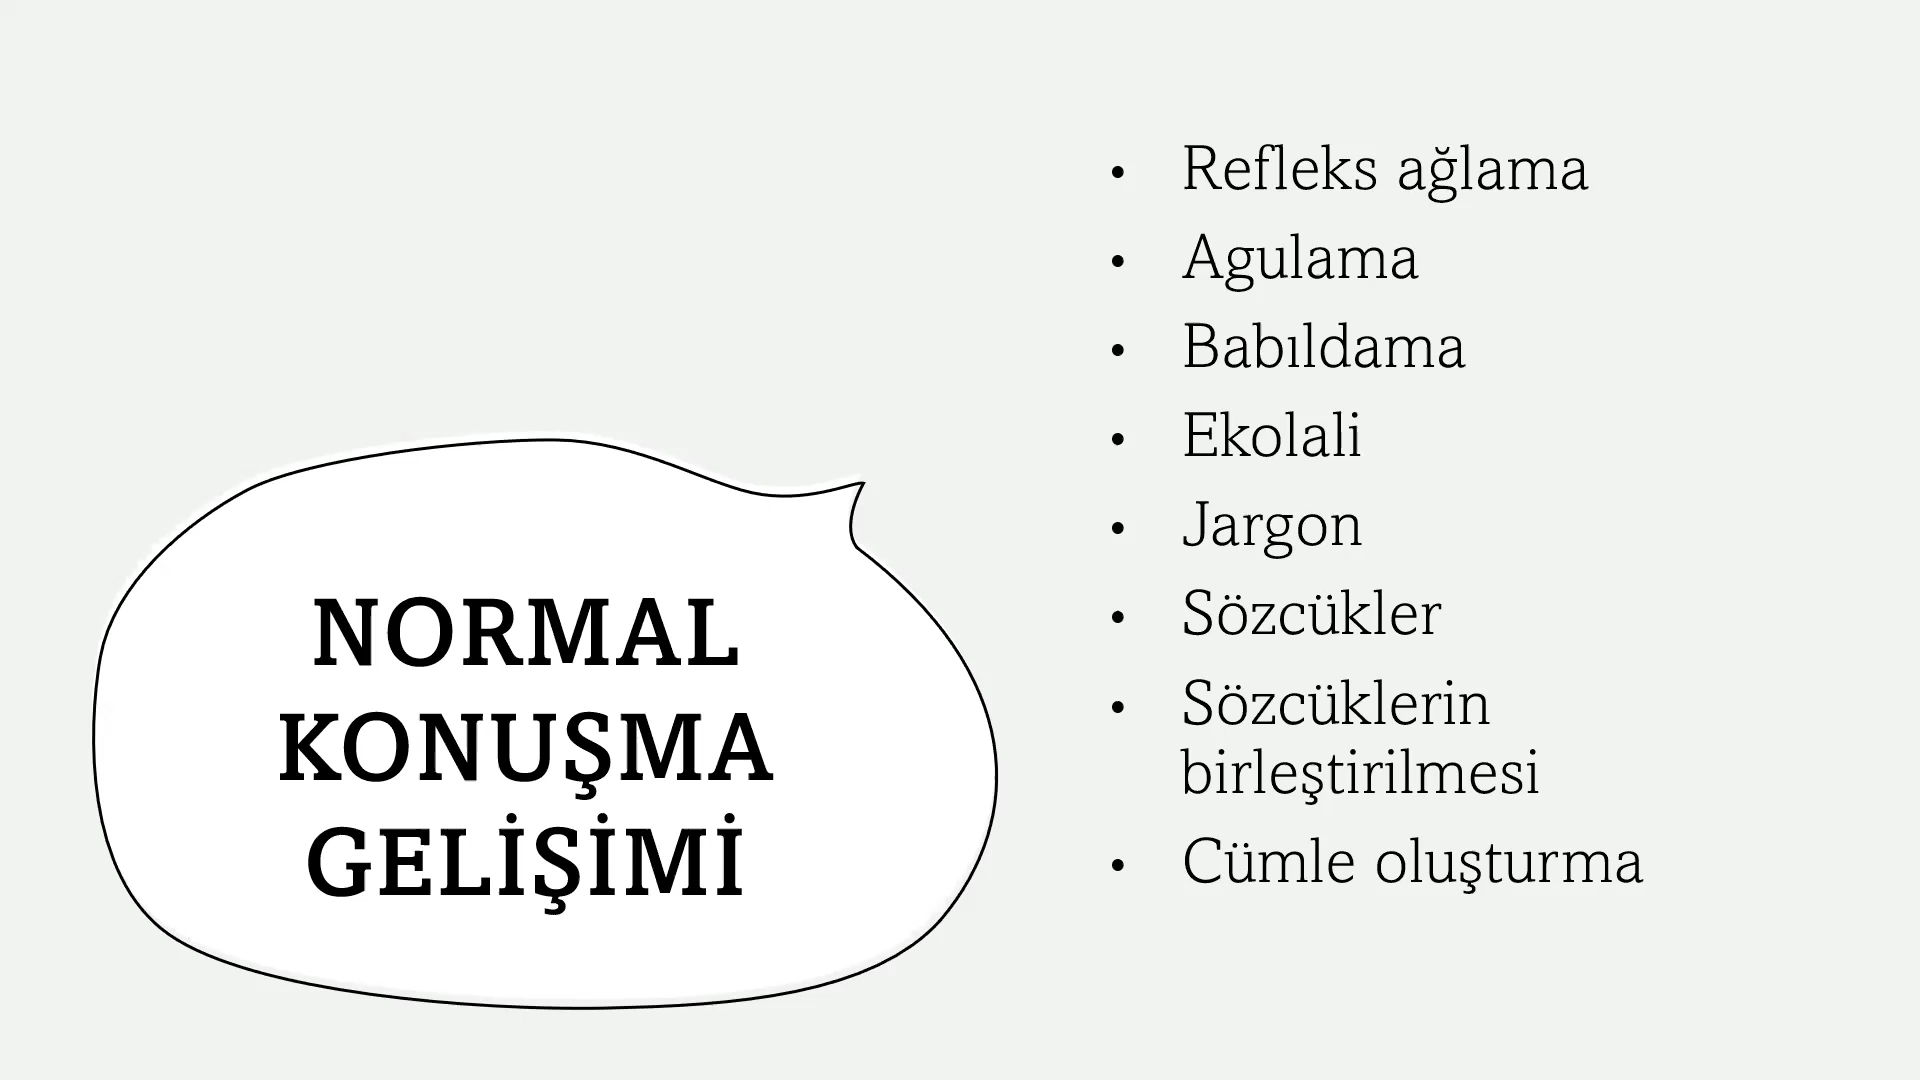 NORMAL
KONUŞMA
GELİŞİMİ
• Refleks ağlama
• Agulama
• Babıldama
• Ekolali
• Jargon
• Sözcükler
• Sözcüklerin
birleştirilmesi
• Cümle oluşturma